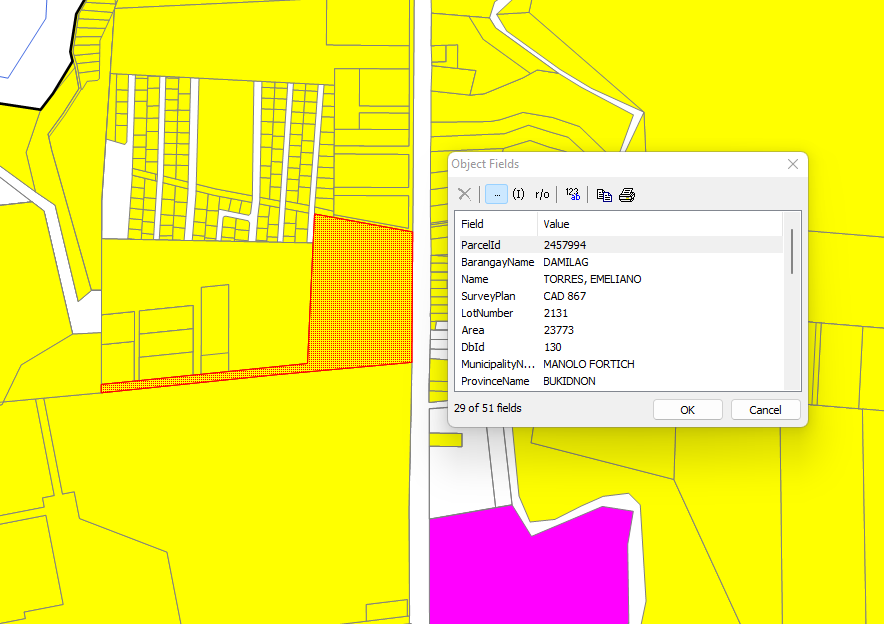 Object Fields
... (I) r/o 123 ab
Field Value
ParcelId 2457994
BarangayName DAMILAG
Name TORRES, EMELIANO
SurveyPlan CAD 867
LotNumber 2131
Area 23773
DbId 130
MunicipalityN... MANOLO FORTICH
ProvinceName BUKIDNON
29 of 51 fields OK Cancel